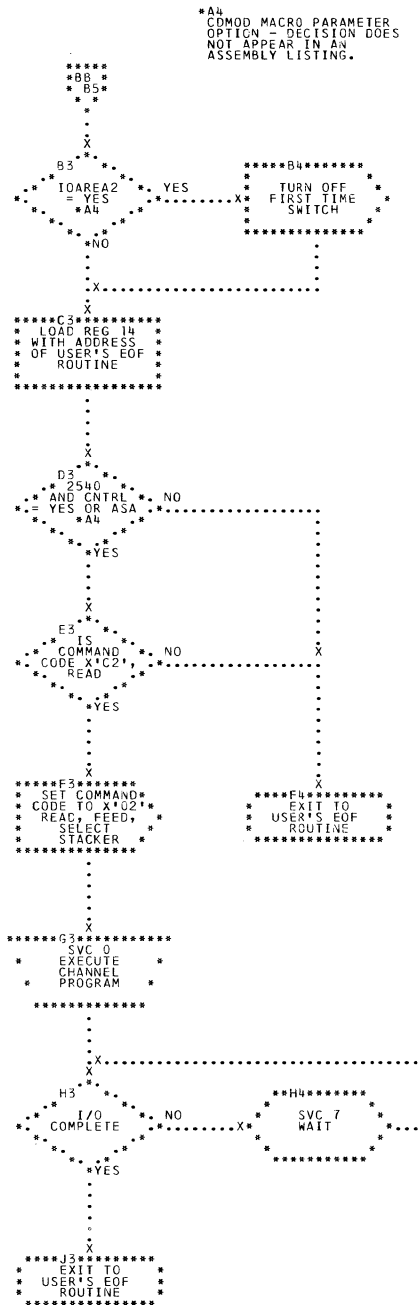 *A4
CDMOD MACRO PARAMETER
OPTION - DECISION DOES
NOT APPEAR IN AN
ASSEMBLY LISTING.
*BB *
* B5*
B3
IOAREA2
= YES
*A4
YES
*NO
B4
TURN OFF
FIRST TIME
SWITCH
C3
LOAD REG 14
WITH ADDRESS
OF USER'S EOF
ROUTINE
D3
2540
AND CNTRL
= YES OR ASA
*A4
NO
*YES
E3
IS
COMMAND
CODE X'C2',
READ
NO
*YES
F3
SET COMMAND
CODE TO X'02'
READ, FEED,
SELECT
STACKER
F4
EXIT TO
USER'S EOF
ROUTINE
G3
SVC 0
EXECUTE
CHANNEL
PROGRAM
H3
I/O
COMPLETE
NO
*YES
H4
SVC 7
WAIT
J3
EXIT TO
USER'S EOF
ROUTINE